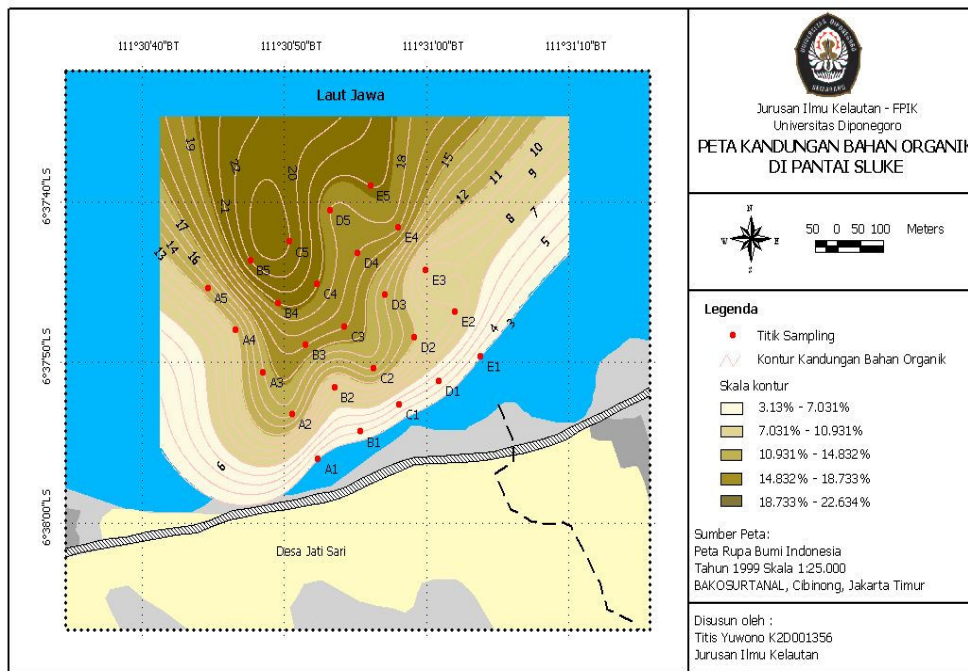 111°30'40"BT 111°30'50"BT 111°31'00"BT 111°31'10"BT
Laut Jawa
6°37'40"LS
6°37'50"LS
6°38'00"LS
19
22
20
18
15
10
11
9
12
8
7
5
21
17
14
13
16
4
3
6
E5
D5
E4
C5
D4
B5
E3
A5
C4
D3
B4
E2
A4
C3
D2
B3
E1
A3
C2
D1
B2
C1
A2
B1
A1
Desa Jati Sari
UNIVERSITAS DIPONEGORO
SEMARANG
Jurusan Ilmu Kelautan - FPIK
Universitas Diponegoro
PETA KANDUNGAN BAHAN ORGANIK
DI PANTAI SLUKE
N
W E
S
50 0 50 100 Meters
Legenda
Titik Sampling
Kontur Kandungan Bahan Organik
Skala kontur
3.13% - 7.031%
7.031% - 10.931%
10.931% - 14.832%
14.832% - 18.733%
18.733% - 22.634%
Sumber Peta:
Peta Rupa Bumi Indonesia
Tahun 1999 Skala 1:25.000
BAKOSURTANAL, Cibinong, Jakarta Timur
Disusun oleh :
Titis Yuwono K2D001356
Jurusan Ilmu Kelautan